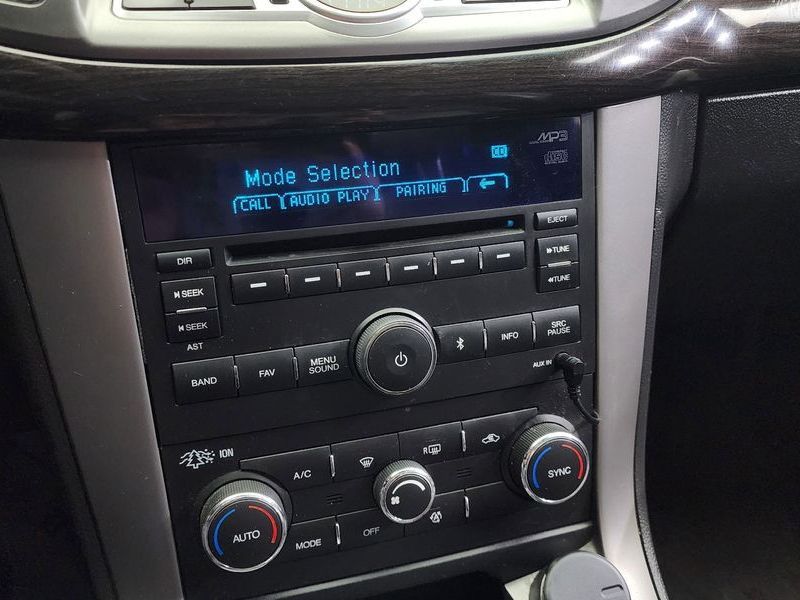 MP3
CD
Mode Selection
CALL AUDIO PLAY PAIRING
EJECT
DIR
TUNE
TUNE
SEEK
SEEK
AST
BAND FAV MENU SOUND
INFO SRC PAUSE
AUX IN
ION
A/C
R
AUTO
MODE OFF
SYNC